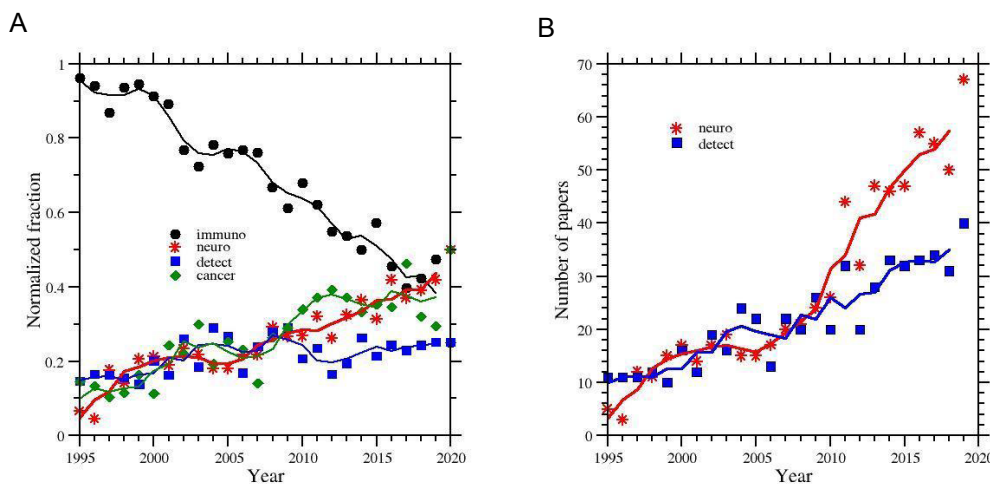 A
B
1
0.8
0.6
0.4
0.2
0
Normalized fraction
immuno
neuro
detect
cancer
1995
2000
2005
2010
2015
2020
Year
70
60
50
40
30
20
10
0
Number of papers
neuro
detect
1995
2000
2005
2010
2015
2020
Year